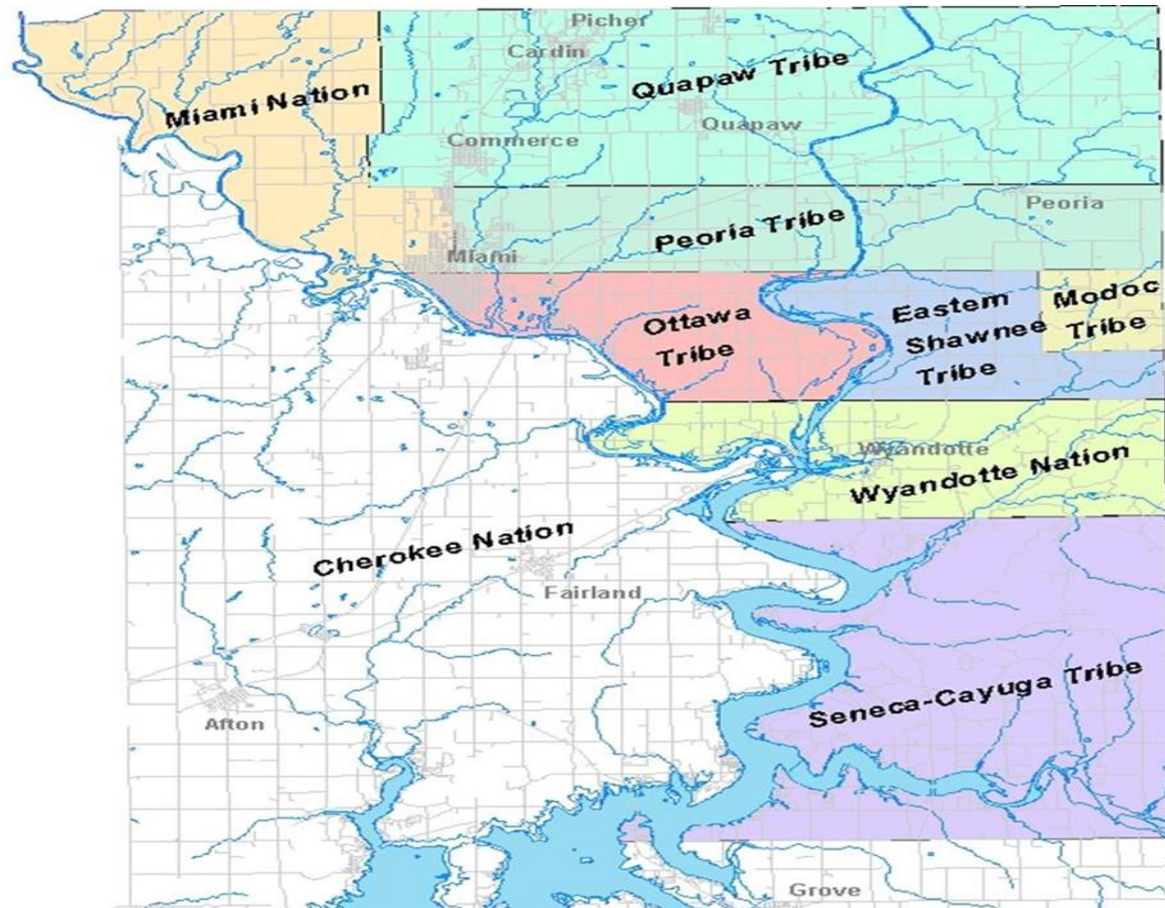 Picher
Cardin
Quapaw Tribe
Miami Nation
Quapaw
Commerce
Peoria
Peoria Tribe
Miami
Eastern
Shawnee
Tribe
Modoc
Tribe
Ottawa
Tribe
Wyandotte
Wyandotte Nation
Cherokee Nation
Fairland
Seneca-Cayuga Tribe
Afton
Grove